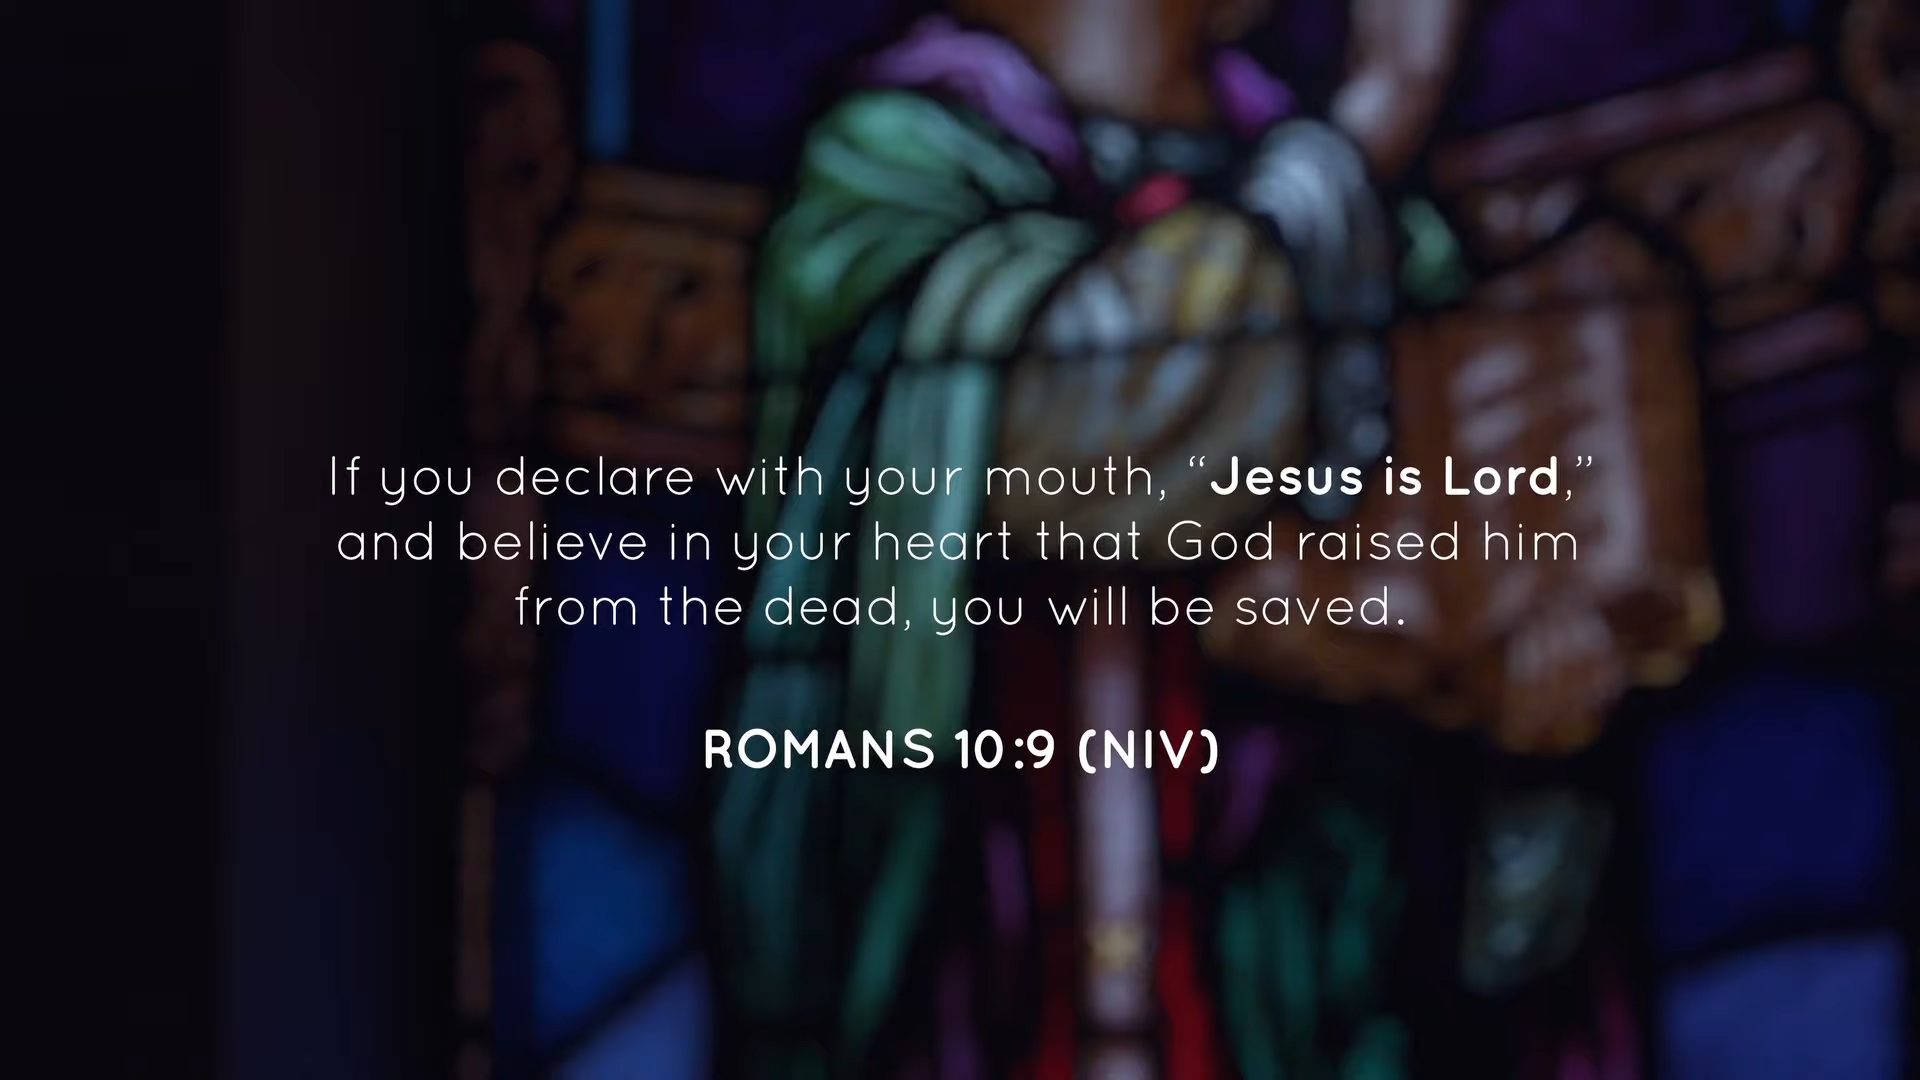 If you declare with your mouth, “Jesus is Lord,”
and believe in your heart that God raised him
from the dead, you will be saved.
ROMANS 10:9 (NIV)